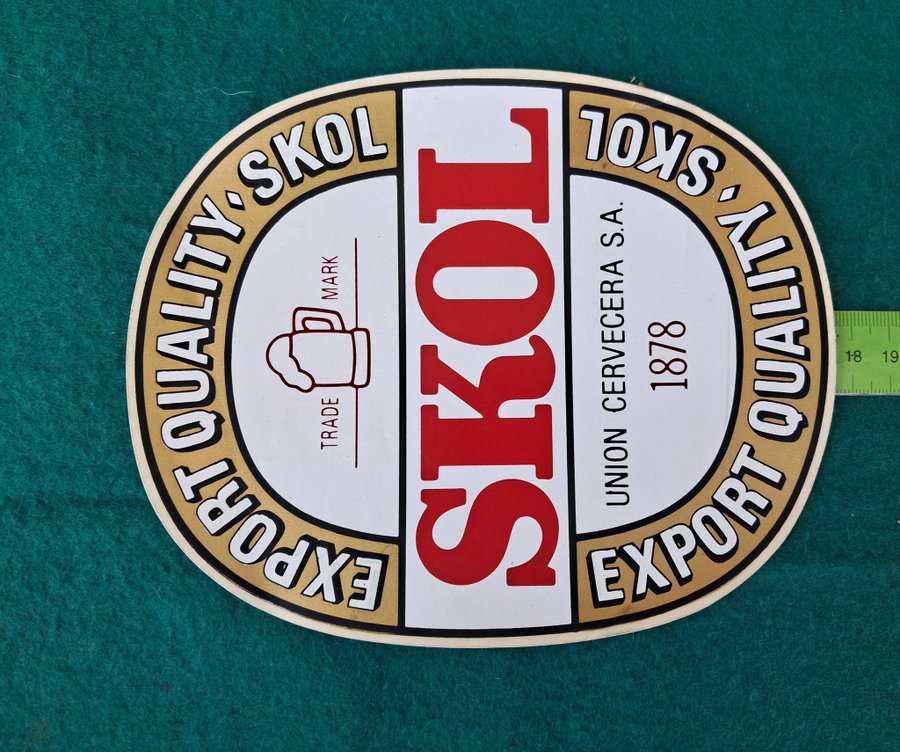 EXPORT QUALITY · SKOL
TRADE MARK
SKOL
UNION CERVECERA S.A.
1878
EXPORT QUALITY · SKOL
18 19